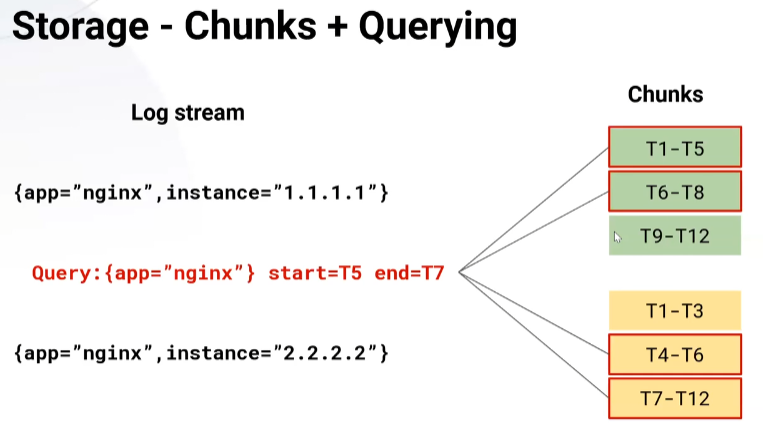 Storage - Chunks + Querying
Log stream
Chunks
{app=”nginx”,instance=”1.1.1.1”}
Query:{app=”nginx”} start=T5 end=T7
{app=”nginx”,instance=”2.2.2.2”}
T1-T5
T6-T8
T9-T12
T1-T3
T4-T6
T7-T12